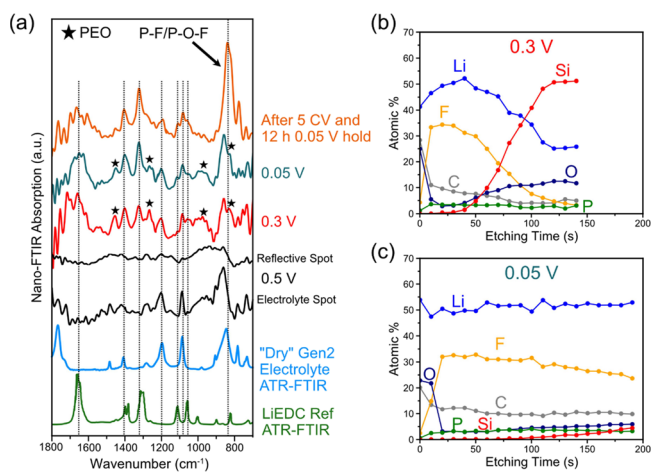 (a)
★ PEO
P-F/P-O-F
After 5 CV and
12 h 0.05 V hold
0.05 V
0.3 V
Reflective Spot
0.5 V
Electrolyte Spot
"Dry" Gen2
Electrolyte
ATR-FTIR
LiEDC Ref
ATR-FTIR
Nano-FTIR Absorption (a.u.)
1800 1600 1400 1200 1000 800
Wavenumber (cm⁻¹)
(b)
0.3 V
Li
Si
F
C
O
P
70
60
50
40
30
20
10
0
Atomic %
0 50 100 150 200
Etching Time (s)
(c)
0.05 V
Li
F
O
C
P
Si
70
60
50
40
30
20
10
0
Atomic %
0 50 100 150 200
Etching Time (s)